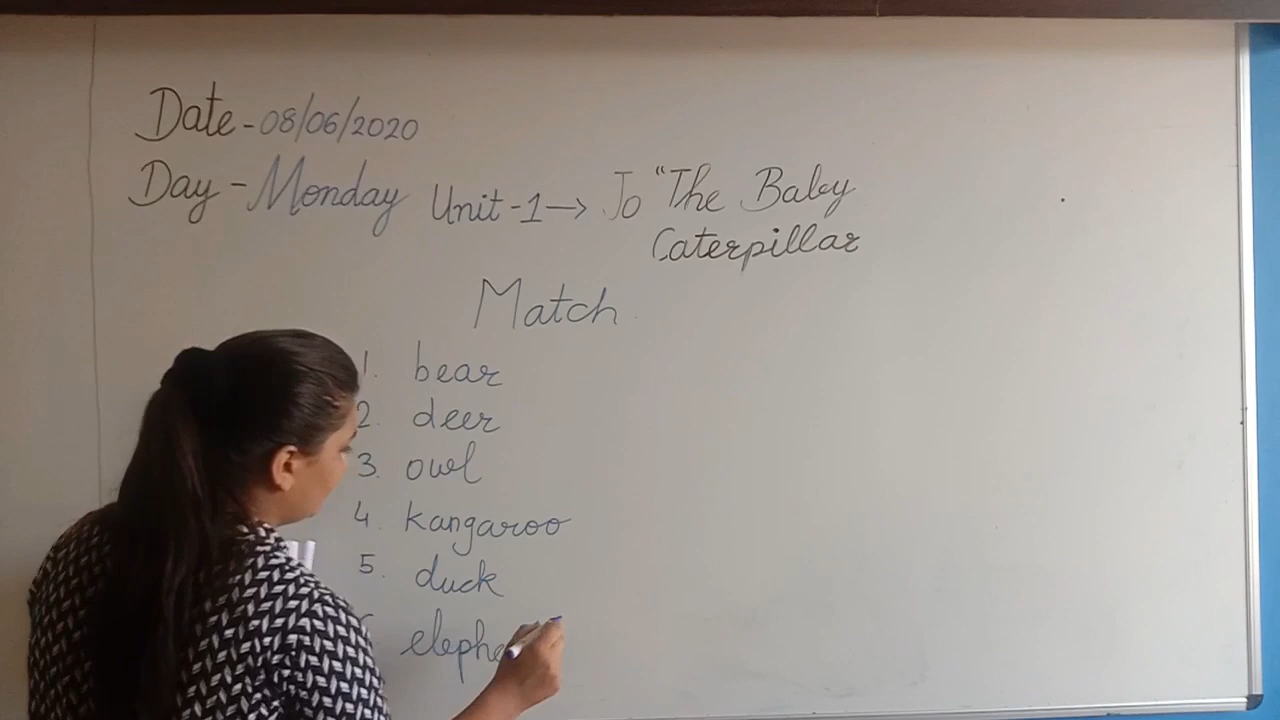 Date - 08/06/2020
Day - Monday Unit-1 → Jo "The Baby
Caterpillar
Match
1. bear
2. deer
3. owl
4. kangaroo
5. duck
elepha